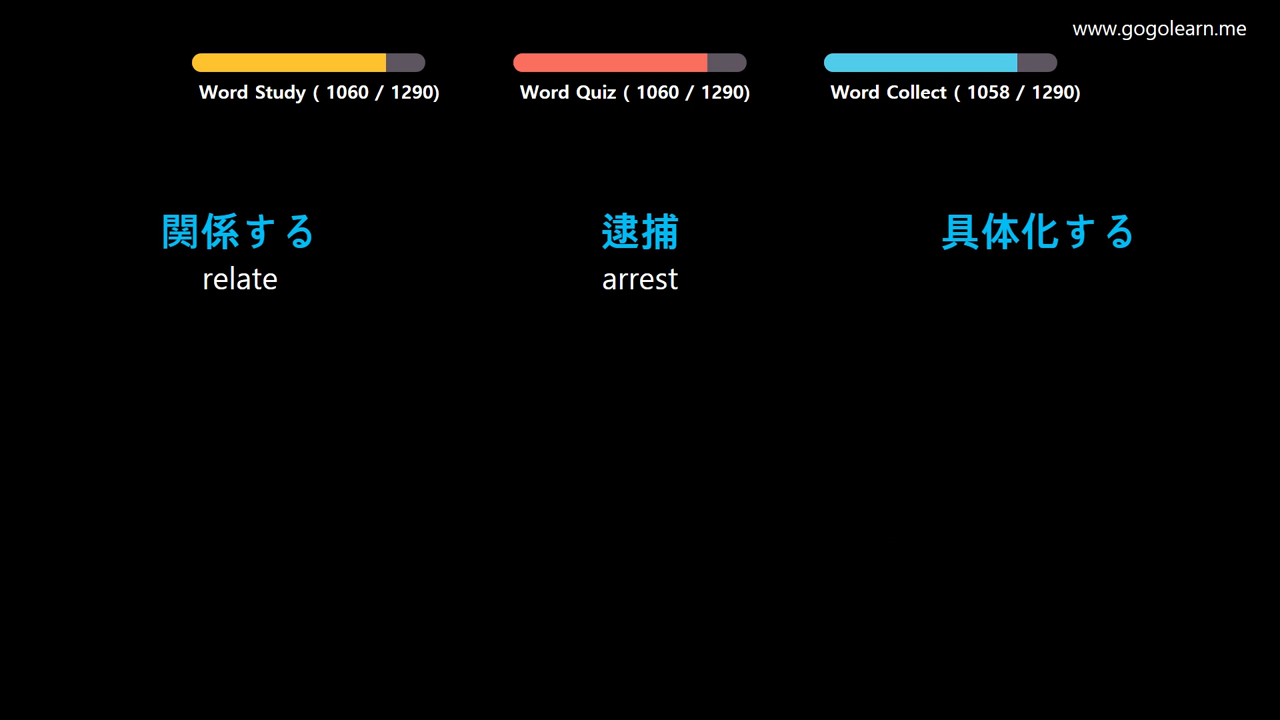 www.gogolearn.me
Word Study ( 1060 / 1290)
Word Quiz ( 1060 / 1290)
Word Collect ( 1058 / 1290)
関係する
relate
逮捕
arrest
具体化する